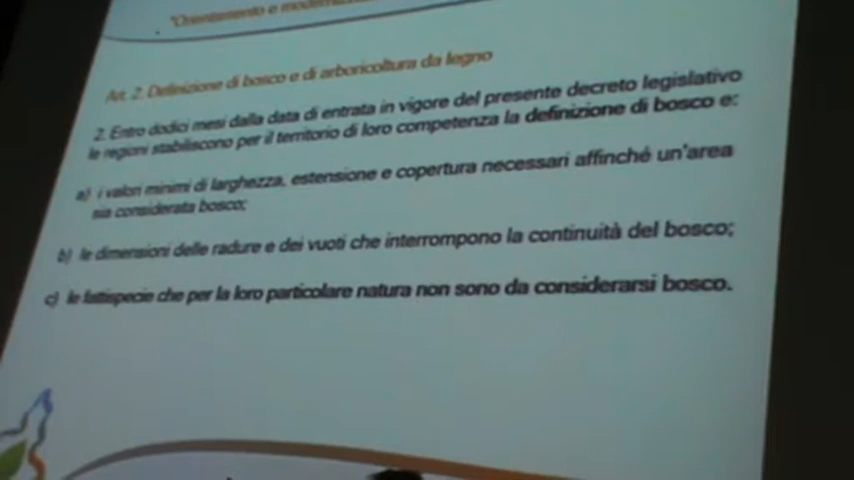 "Orientamento e
Art. 2. Definizione di bosco e di arboricoltura da legno
2. Entro dodici mesi dalla data di entrata in vigore del presente decreto legislativo
le regioni stabiliscono per il territorio di loro competenza la definizione di bosco e:
a) i valori minimi di larghezza, estensione e copertura necessari affinché un'area
sia considerata bosco;
b) le dimensioni delle radure e dei vuoti che interrompono la continuità del bosco;
c) le fattispecie che per la loro particolare natura non sono da considerarsi bosco.